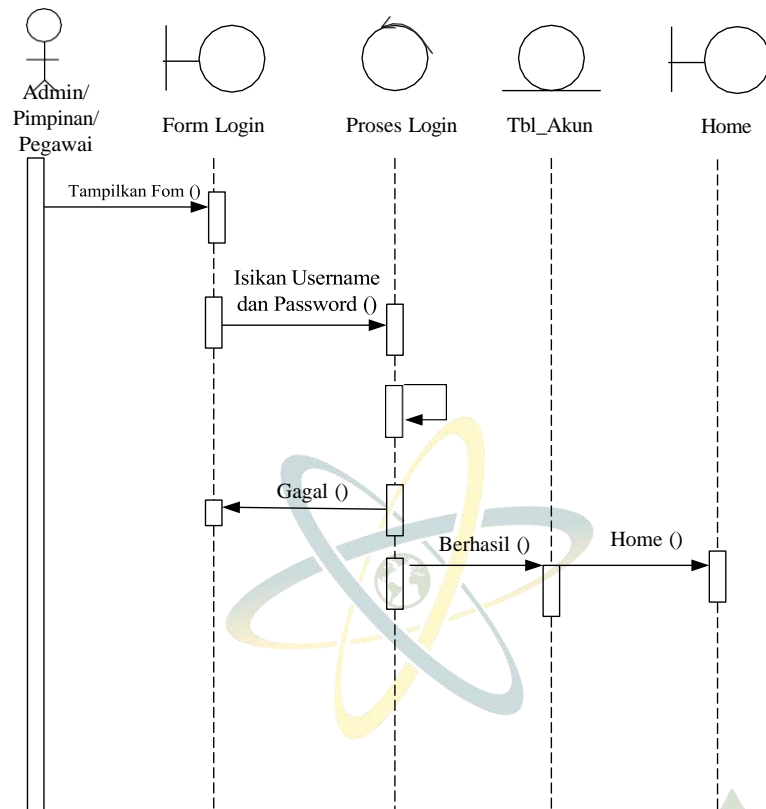 Admin/
Pimpinan/
Pegawai
Form Login
Proses Login
Tbl_Akun
Home
Tampilkan Fom ()
Isikan Username
dan Password ()
Gagal ()
Berhasil ()
Home ()